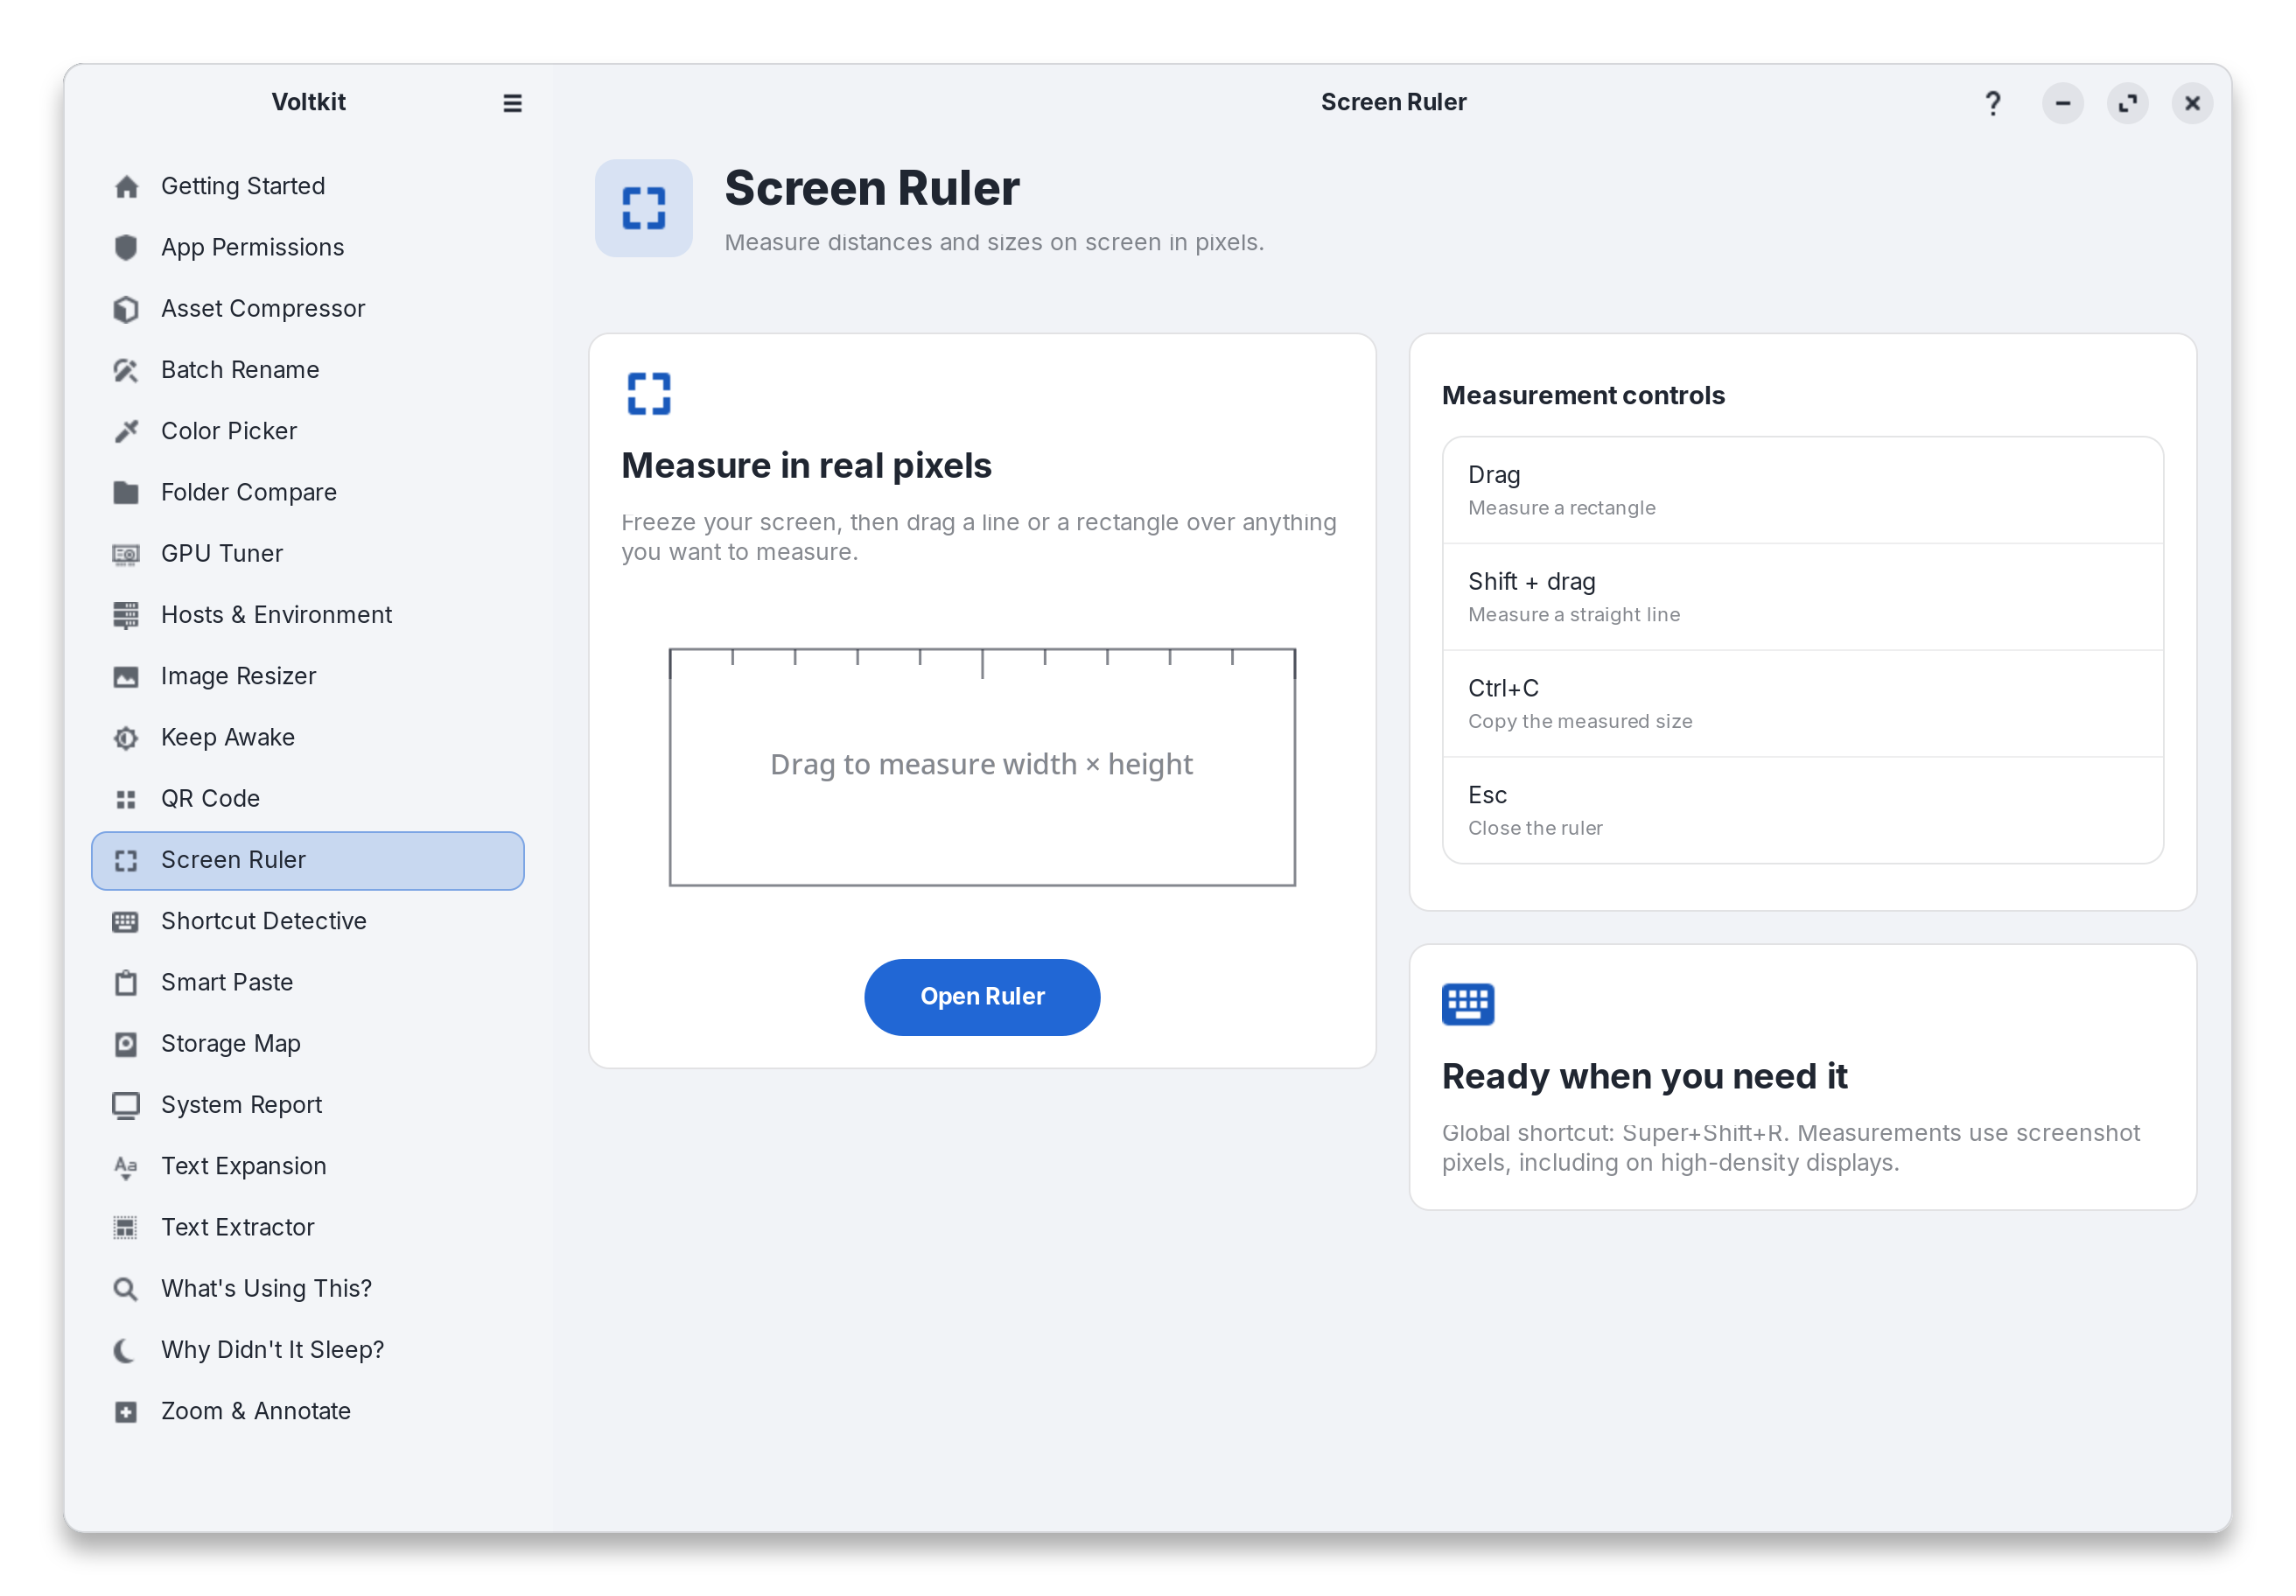 Voltkit
Getting Started
App Permissions
Asset Compressor
Batch Rename
Color Picker
Folder Compare
GPU Tuner
Hosts & Environment
Image Resizer
Keep Awake
QR Code
Screen Ruler
Shortcut Detective
Smart Paste
Storage Map
System Report
Text Expansion
Text Extractor
What's Using This?
Why Didn't It Sleep?
Zoom & Annotate
Screen Ruler
?
Screen Ruler
Measure distances and sizes on screen in pixels.
Measure in real pixels
Freeze your screen, then drag a line or a rectangle over anything
you want to measure.
Drag to measure width × height
Open Ruler
Measurement controls
Drag
Measure a rectangle
Shift + drag
Measure a straight line
Ctrl+C
Copy the measured size
Esc
Close the ruler
Ready when you need it
Global shortcut: Super+Shift+R. Measurements use screenshot
pixels, including on high-density displays.